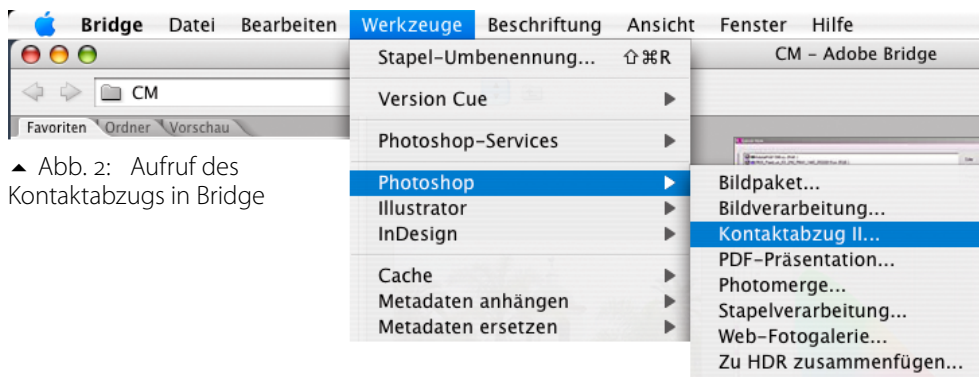 Bridge Datei Bearbeiten Werkzeuge Beschriftung Ansicht Fenster Hilfe
CM – Adobe Bridge
CM
Favoriten Ordner Vorschau
▲ Abb. 2: Aufruf des
Kontaktabzugs in Bridge
Stapel-Umbenennung... ⇧⌘R
Version Cue ▶
Photoshop-Services ▶
Photoshop ▶
Illustrator ▶
InDesign ▶
Cache ▶
Metadaten anhängen ▶
Metadaten ersetzen ▶
Bildpaket...
Bildverarbeitung...
Kontaktabzug II...
PDF-Präsentation...
Photomerge...
Stapelverarbeitung...
Web-Fotogalerie...
Zu HDR zusammenfügen...